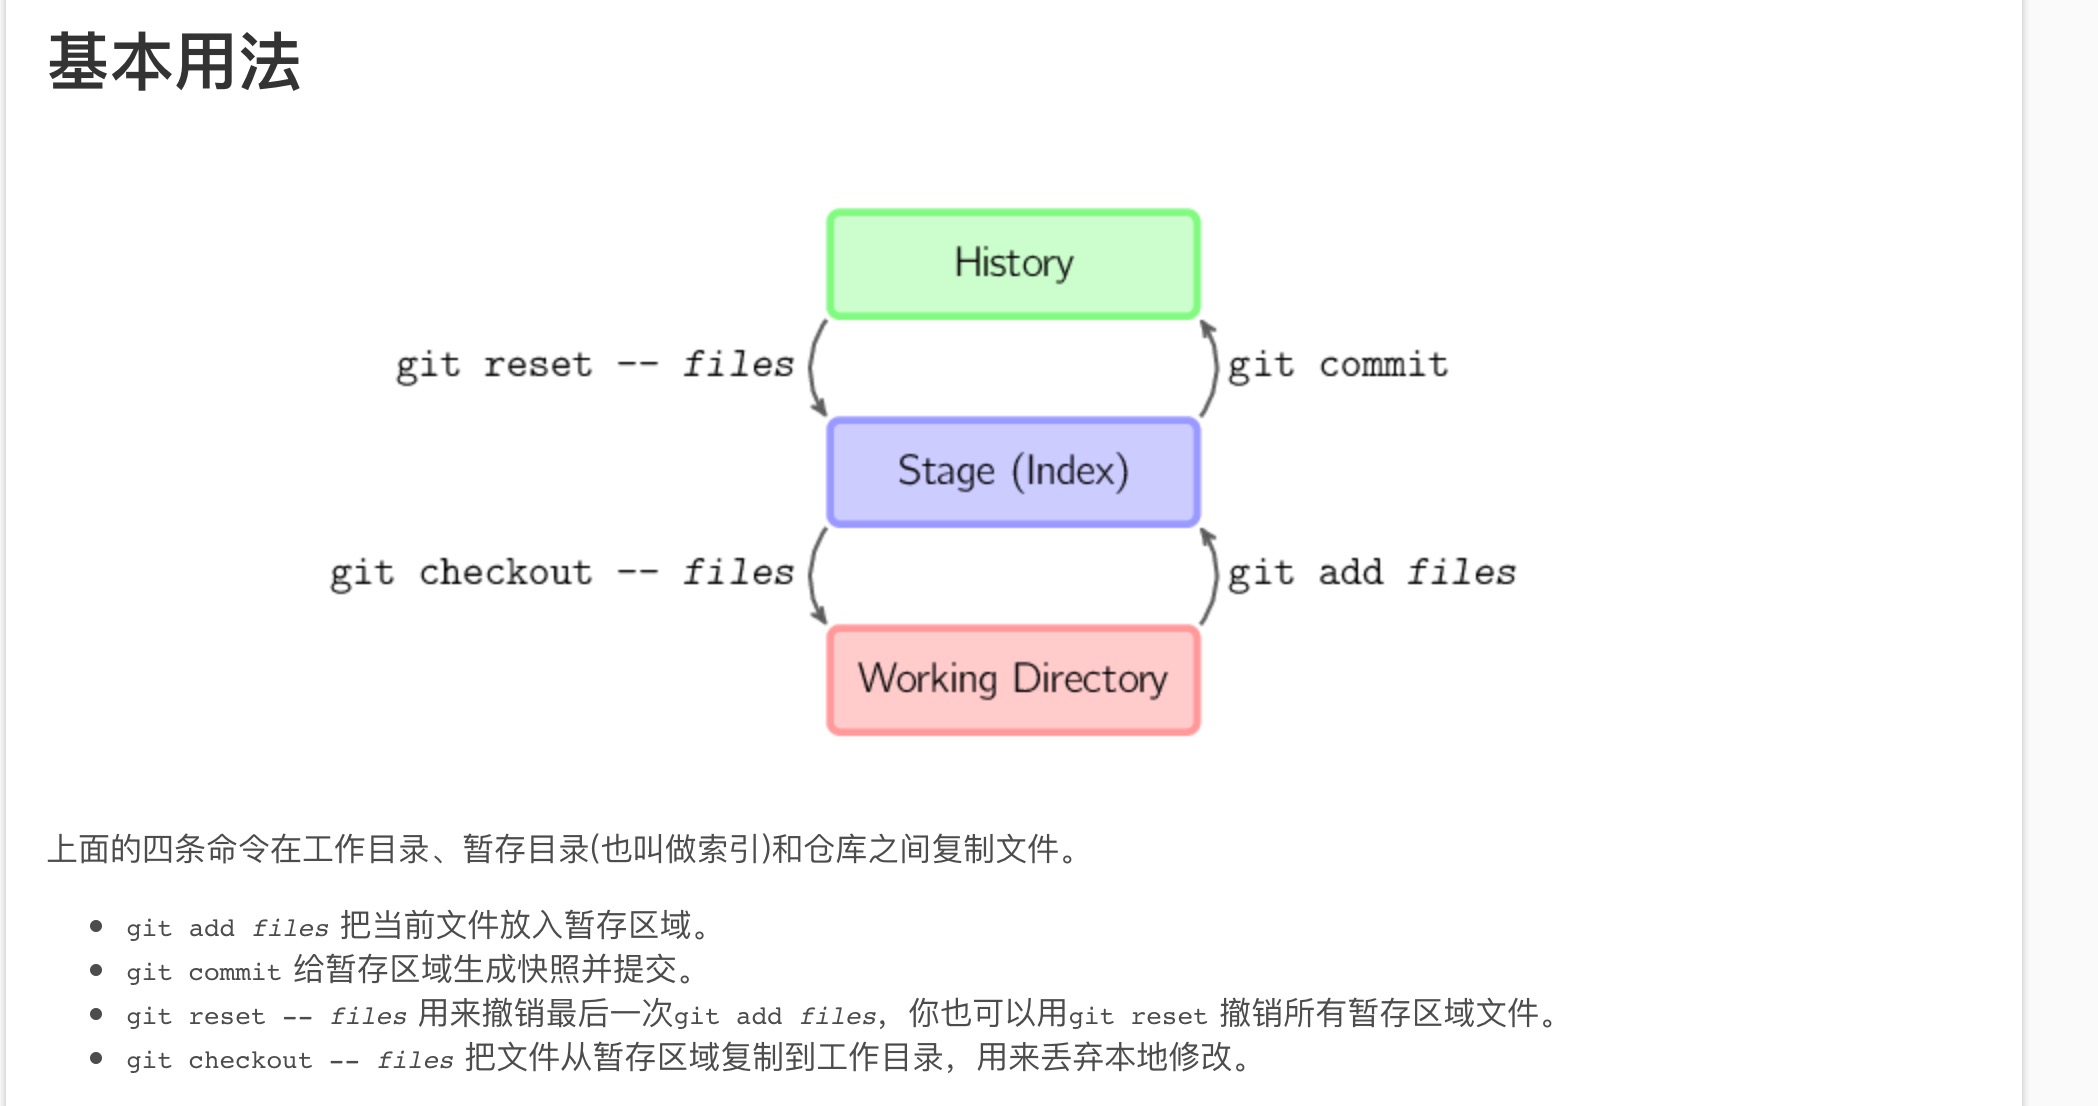 基本用法
History
git reset -- files
git commit
Stage (Index)
git checkout -- files
git add files
Working Directory
上面的四条命令在工作目录、暂存目录(也叫做索引)和仓库之间复制文件。
git add files 把当前文件放入暂存区域。
git commit 给暂存区域生成快照并提交。
git reset -- files 用来撤销最后一次git add files，你也可以用git reset 撤销所有暂存区域文件。
git checkout -- files 把文件从暂存区域复制到工作目录，用来丢弃本地修改。